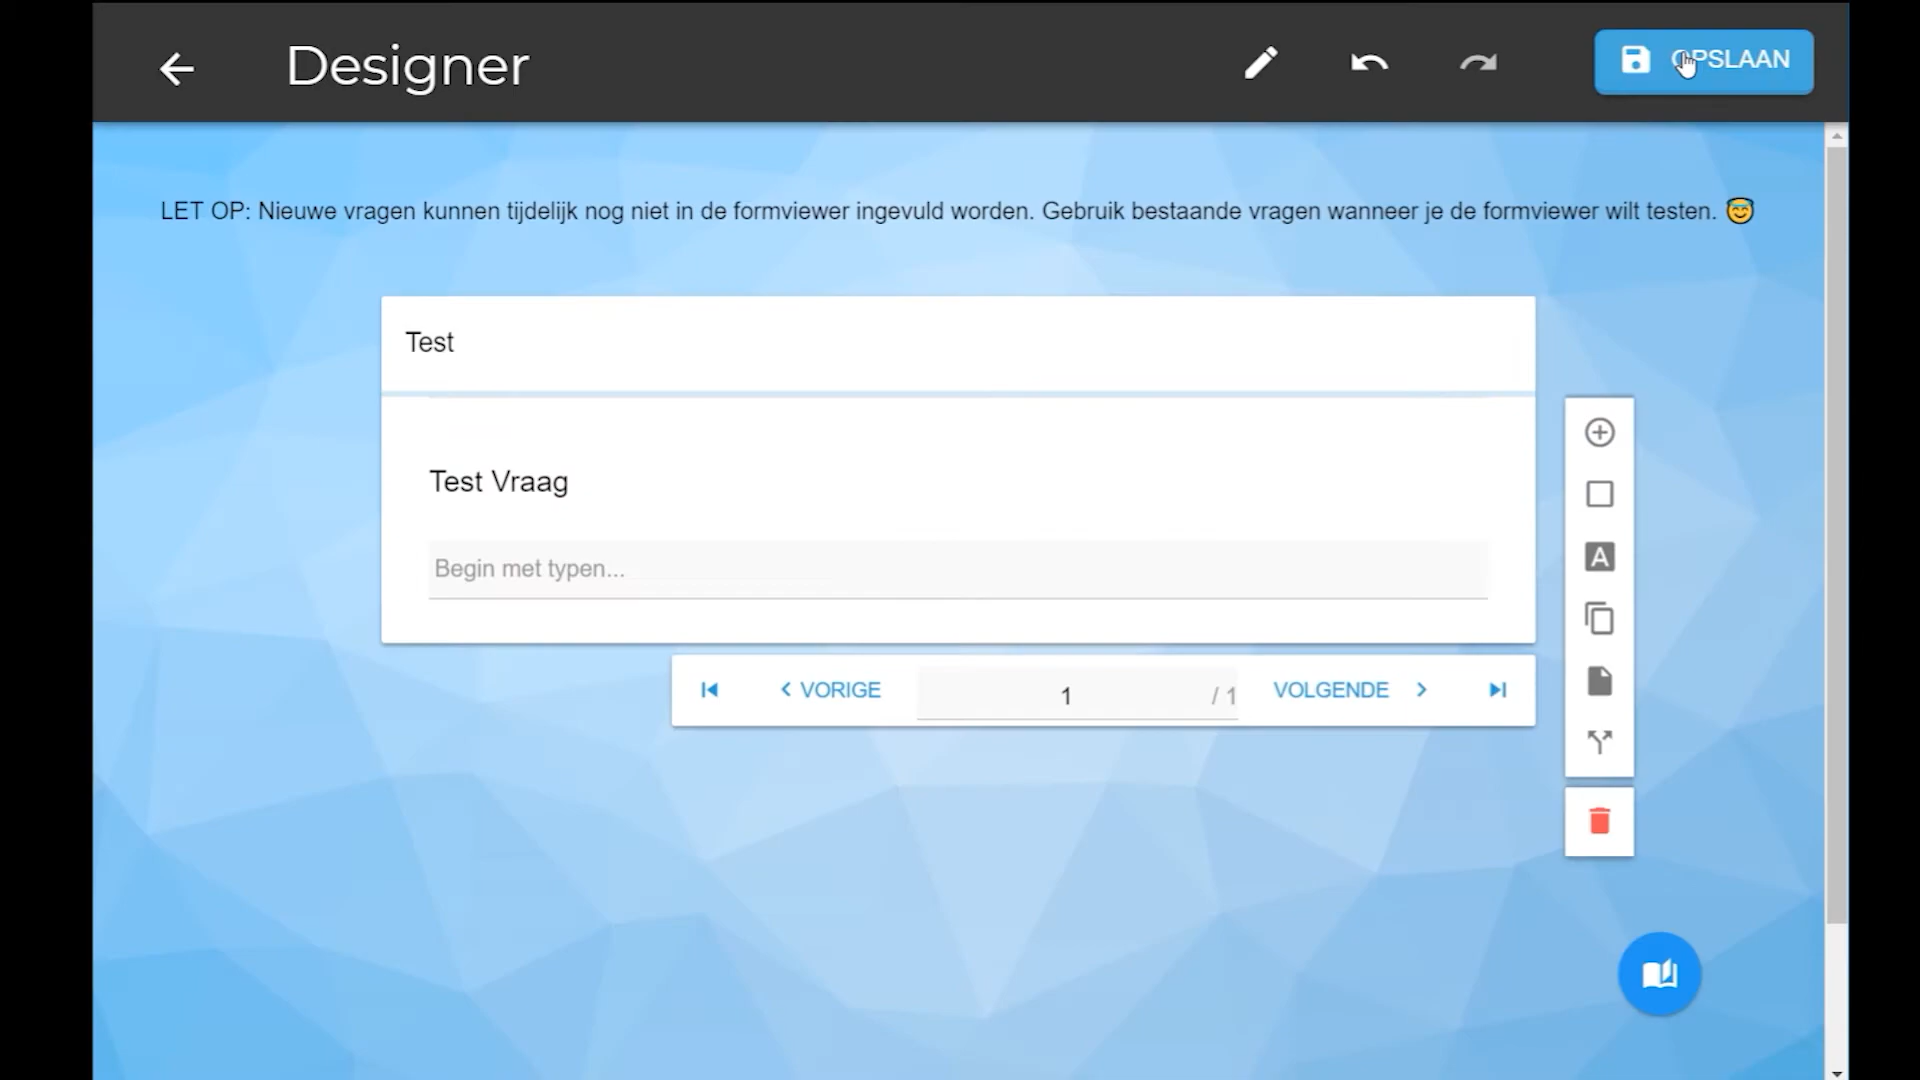 Designer
OPSLAAN
LET OP: Nieuwe vragen kunnen tijdelijk nog niet in de formviewer ingevuld worden. Gebruik bestaande vragen wanneer je de formviewer wilt testen. 😇
Test
Test Vraag
Begin met typen...
VORIGE 1 / 1 VOLGENDE
A